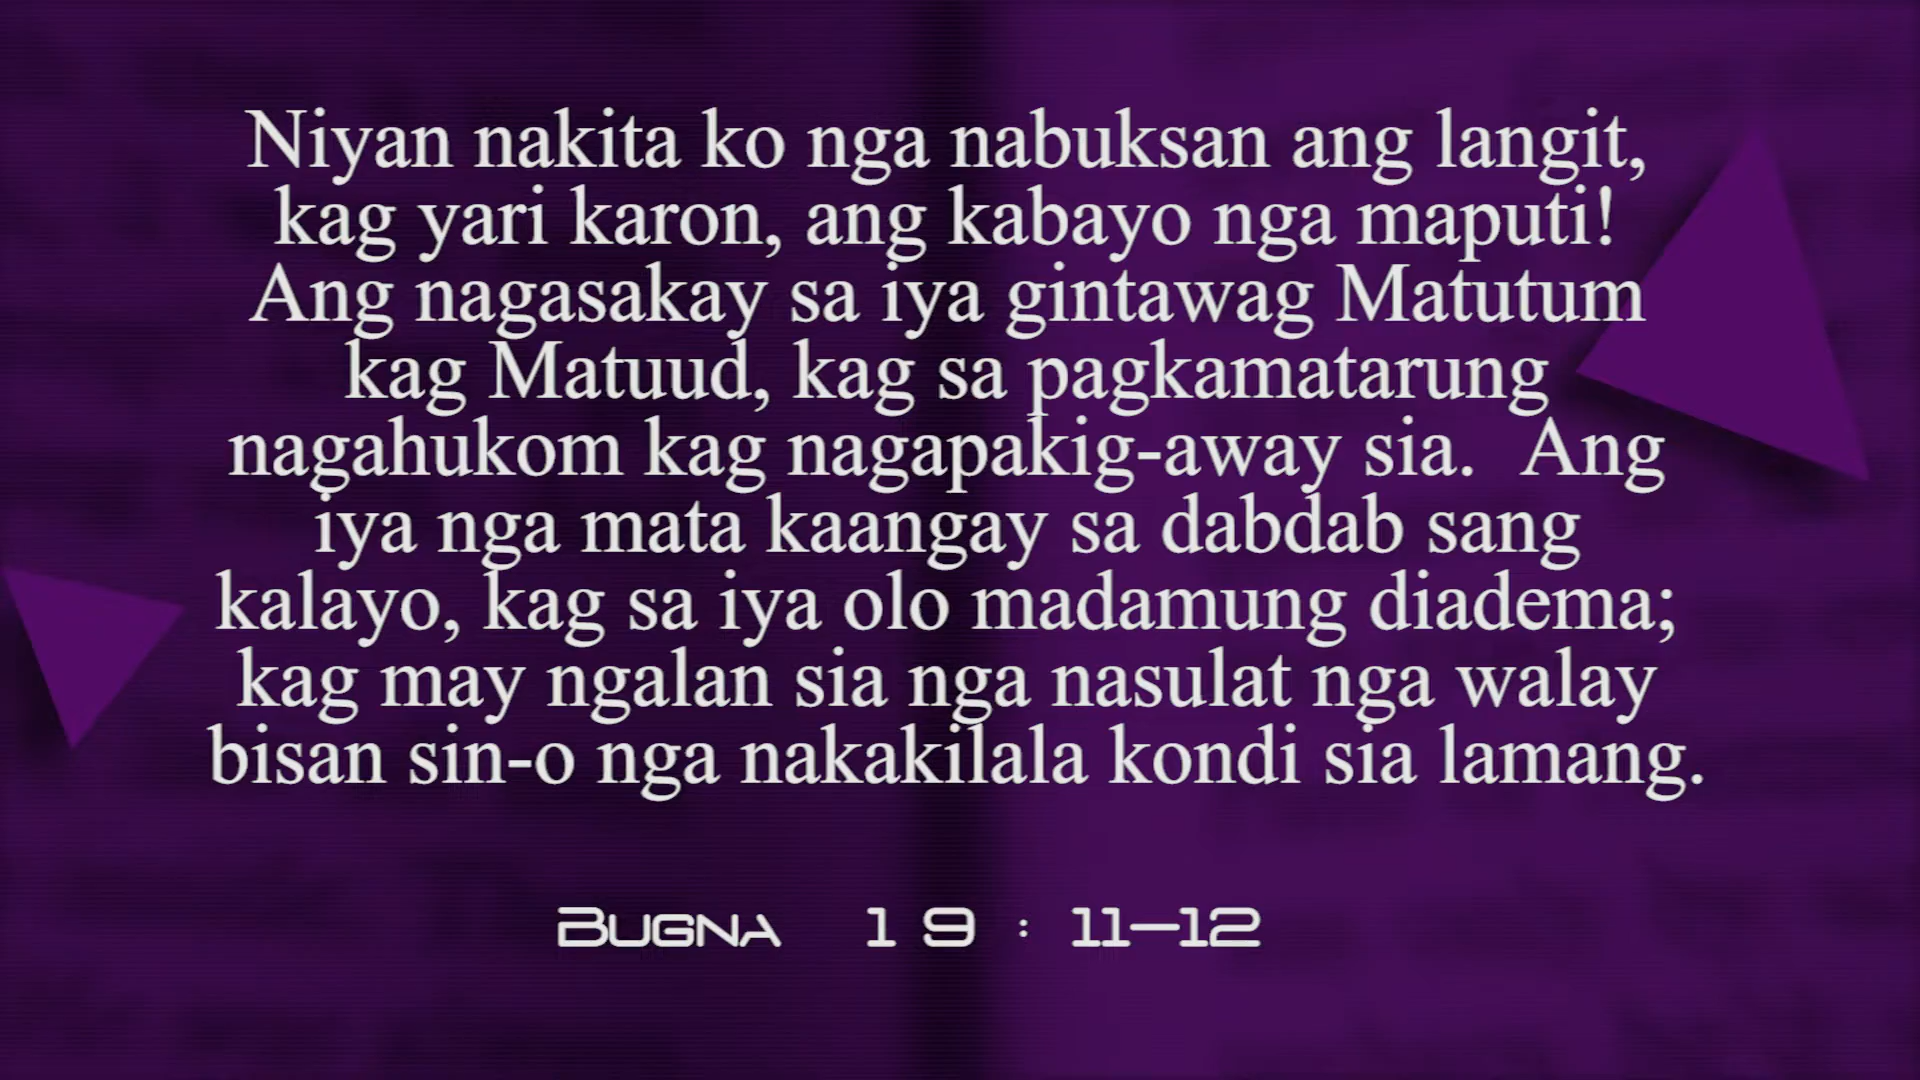 Niyan nakita ko nga nabuksan ang langit,
kag yari karon, ang kabayo nga maputi!
Ang nagasakay sa iya gintawag Matutum
kag Matuud, kag sa pagkamatarung
nagahukom kag nagapakig-away sia. Ang
iya nga mata kaangay sa dabdab sang
kalayo, kag sa iya olo madamung diadema;
kag may ngalan sia nga nasulat nga walay
bisan sin-o nga nakakilala kondi sia lamang.
Bugna 19 : 11-12